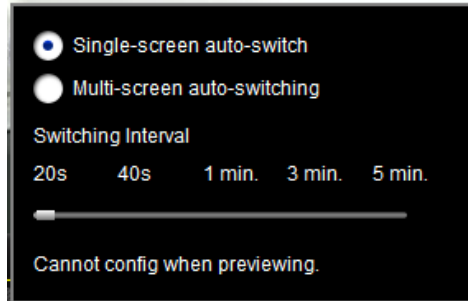 Single-screen auto-switch
Multi-screen auto-switching
Switching Interval
20s 40s 1 min. 3 min. 5 min.
Cannot config when previewing.